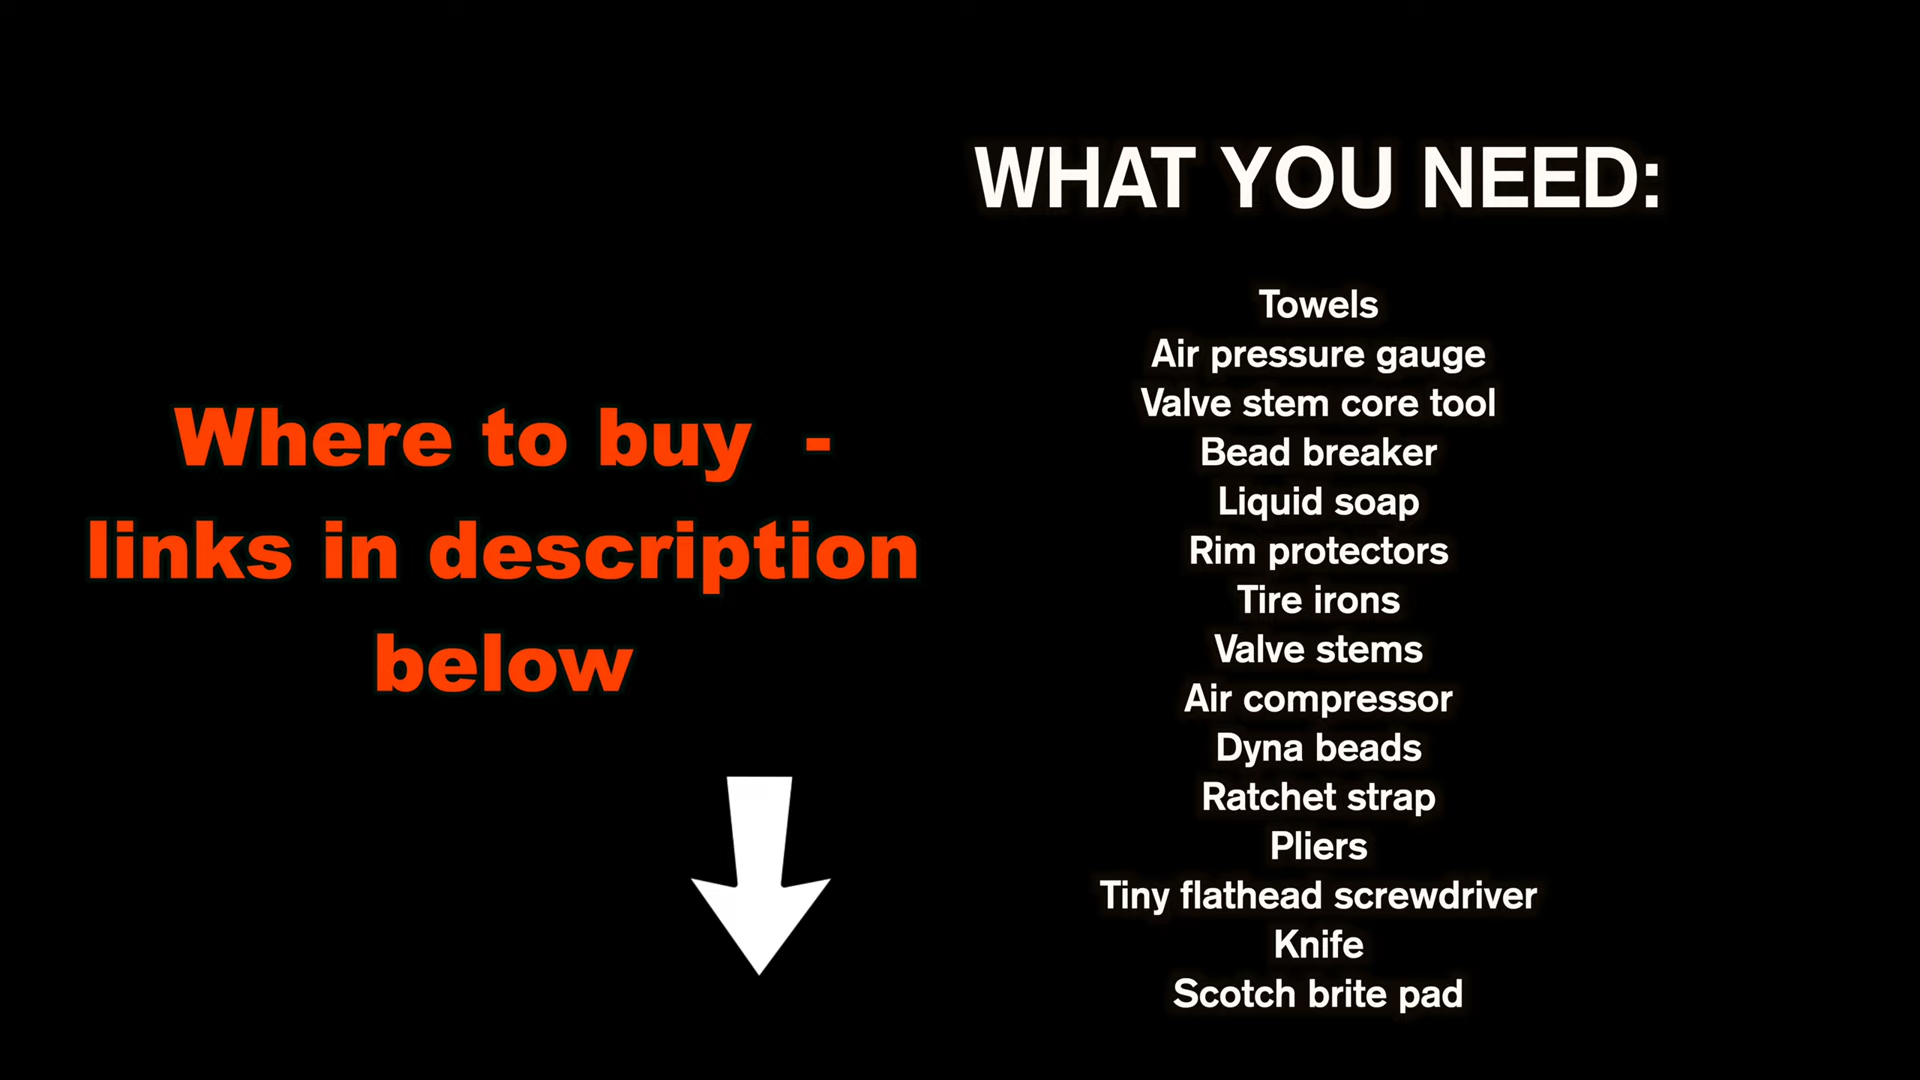 Where to buy  -
links in description
below
WHAT YOU NEED:
Towels
Air pressure gauge
Valve stem core tool
Bead breaker
Liquid soap
Rim protectors
Tire irons
Valve stems
Air compressor
Dyna beads
Ratchet strap
Pliers
Tiny flathead screwdriver
Knife
Scotch brite pad